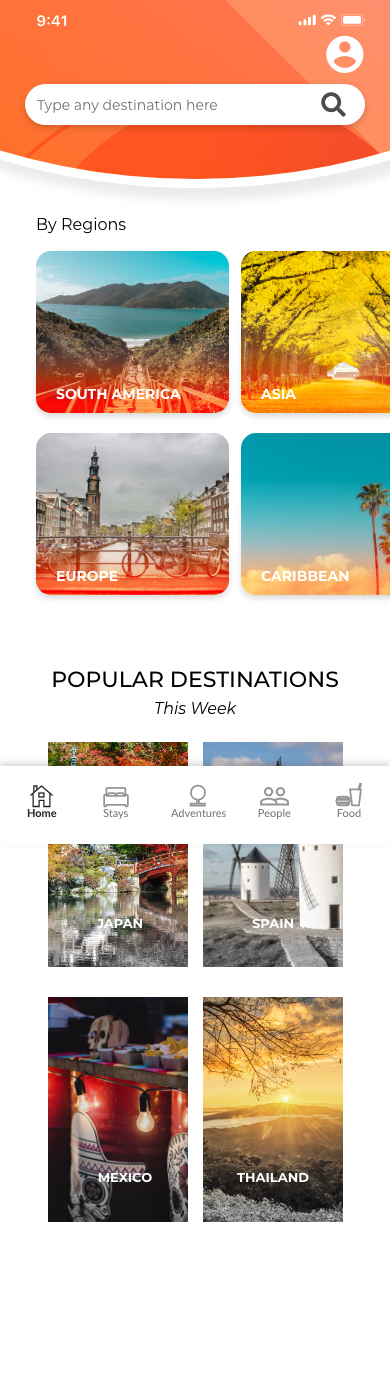 9:41
Type any destination here
By Regions
SOUTH AMERICA
ASIA
EUROPE
CARIBBEAN
POPULAR DESTINATIONS
This Week
Home
Stays
Adventures
People
Food
JAPAN
SPAIN
MEXICO
THAILAND